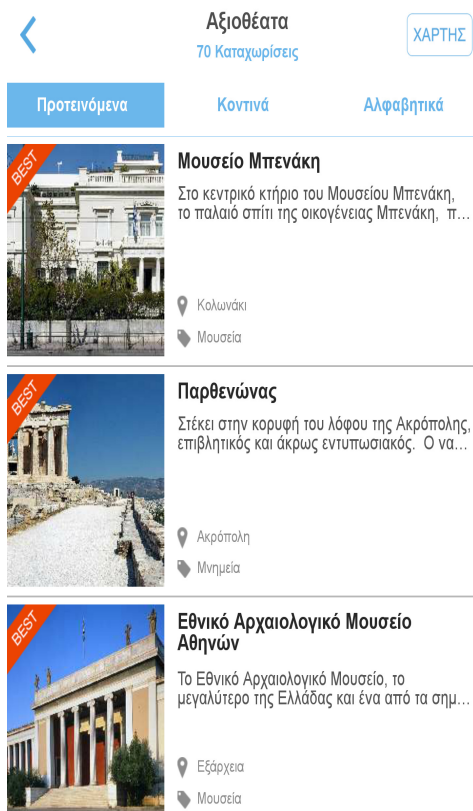 Αξιοθέατα
70 Καταχωρίσεις
ΧΑΡΤΗΣ
Προτεινόμενα
Κοντινά
Αλφαβητικά
BEST
Μουσείο Μπενάκη
Στο κεντρικό κτήριο του Μουσείου Μπενάκη,
το παλαιό σπίτι της οικογένειας Μπενάκη, π...
Κολωνάκι
Μουσεία
BEST
Παρθενώνας
Στέκει στην κορυφή του λόφου της Ακρόπολης,
επιβλητικός και άκρως εντυπωσιακός. Ο να...
Ακρόπολη
Μνημεία
BEST
Εθνικό Αρχαιολογικό Μουσείο
Αθηνών
Το Εθνικό Αρχαιολογικό Μουσείο, το
μεγαλύτερο της Ελλάδας και ένα από τα σημ...
Εξάρχεια
Μουσεία